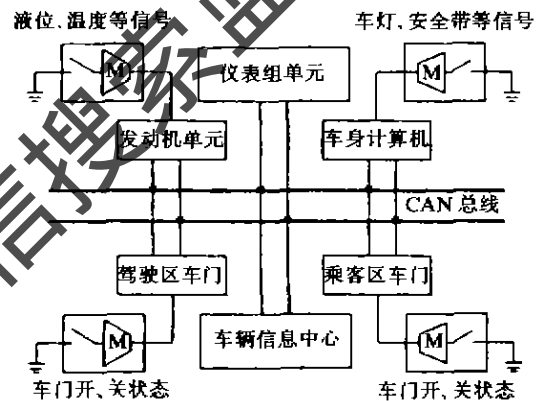 液位、温度等信号
车灯、安全带等信号
M
仪表组单元
M
发动机单元
车身计算机
CAN 总线
驾驶区车门
乘客区车门
M
车辆信息中心
M
车门开、关状态
车门开、关状态
信搜索